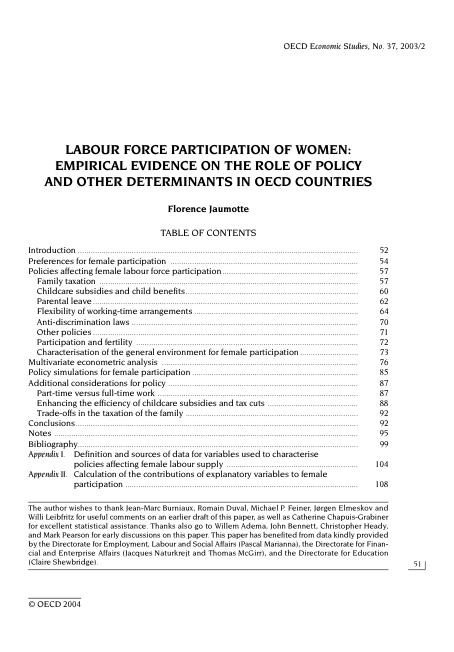 OECD Economic Studies, No. 37, 2003/2
LABOUR FORCE PARTICIPATION OF WOMEN:
EMPIRICAL EVIDENCE ON THE ROLE OF POLICY
AND OTHER DETERMINANTS IN OECD COUNTRIES
Florence Jaumotte
TABLE OF CONTENTS
Introduction ... 52
Preferences for female participation ... 54
Policies affecting female labour force participation ... 57
Family taxation ... 57
Childcare subsidies and child benefits ... 60
Parental leave ... 62
Flexibility of working-time arrangements ... 64
Anti-discrimination laws ... 70
Other policies ... 71
Participation and fertility ... 72
Characterisation of the general environment for female participation ... 73
Multivariate econometric analysis ... 76
Policy simulations for female participation ... 85
Additional considerations for policy ... 87
Part-time versus full-time work ... 87
Enhancing the efficiency of childcare subsidies and tax cuts ... 88
Trade-offs in the taxation of the family ... 92
Conclusions ... 92
Notes ... 95
Bibliography ... 99
Appendix I. Definition and sources of data for variables used to characterise
policies affecting female labour supply ... 104
Appendix II. Calculation of the contributions of explanatory variables to female
participation ... 108
The author wishes to thank Jean-Marc Burniaux, Romain Duval, Michael P. Feiner, Jørgen Elmeskov and
Willi Leibfritz for useful comments on an earlier draft of this paper, as well as Catherine Chapuis-Grabiner
for excellent statistical assistance. Thanks also go to Willem Adema, John Bennett, Christopher Heady,
and Mark Pearson for early discussions on this paper. This paper has benefited from data kindly provided
by the Directorate for Employment, Labour and Social Affairs (Pascal Marianna), the Directorate for Finan-
cial and Enterprise Affairs (Jacques Naturkrejt and Thomas McGirr), and the Directorate for Education
(Claire Shewbridge).
51
© OECD 2004